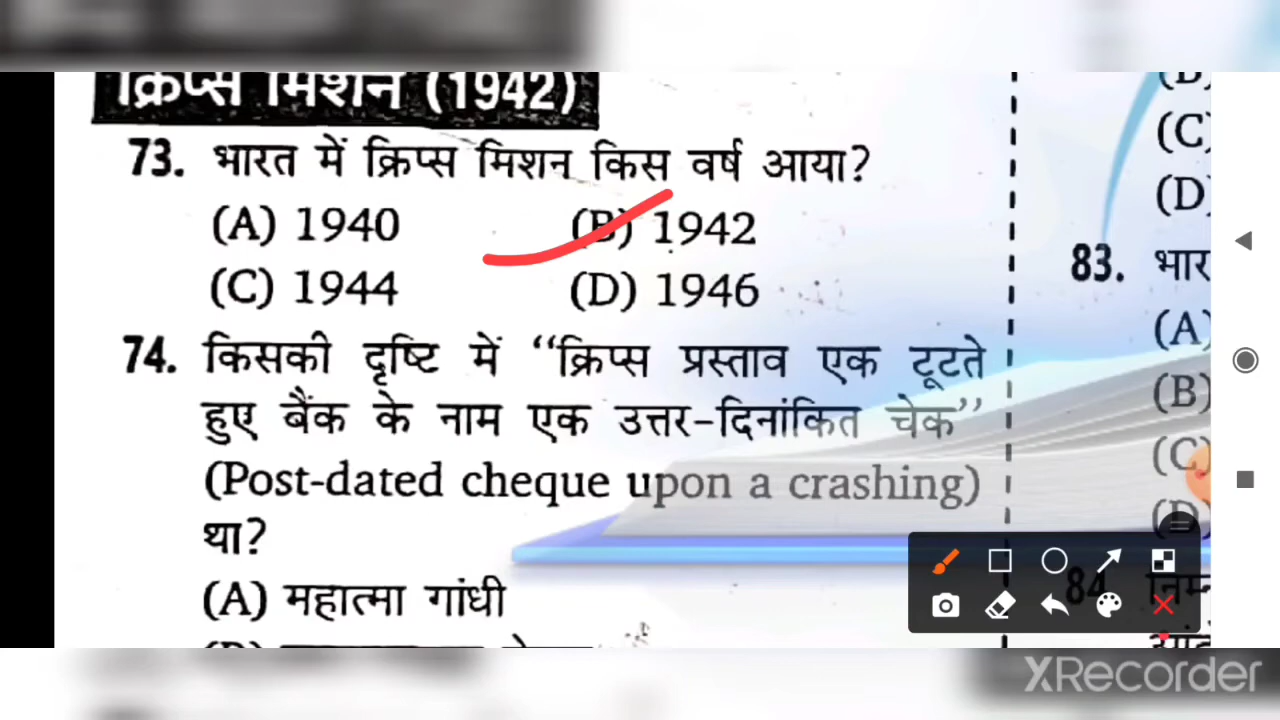 क्रिप्स मिशन (1942)
73. भारत में क्रिप्स मिशन किस वर्ष आया?
(A) 1940 (B) 1942
(C) 1944 (D) 1946
74. किसकी दृष्टि में ‘‘क्रिप्स प्रस्ताव एक टूटते
हुए बैंक के नाम एक उत्तर-दिनांकित चेक’’
(Post-dated cheque upon a crashing)
था?
(A) महात्मा गांधी
(B)
(C)
(D)
83. भार
(A)
(B)
(C)
(D)
84
XRecorder